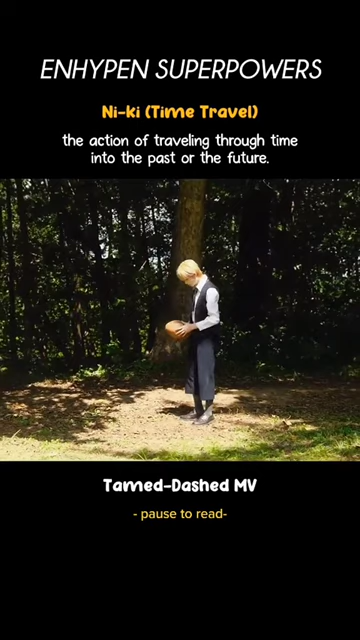 ENHYPEN SUPERPOWERS
Ni-ki (Time Travel)
the action of traveling through time
into the past or the future.
Tamed-Dashed MV
- pause to read-